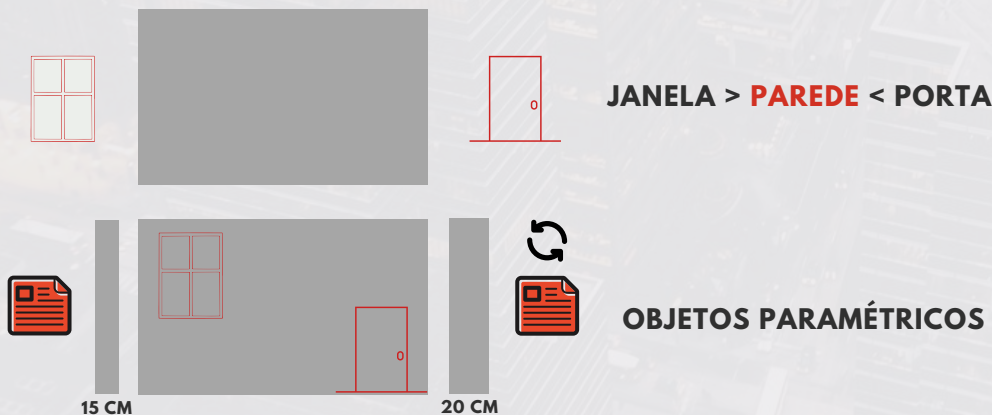 JANELA > PAREDE < PORTA
OBJETOS PARAMÉTRICOS
15 CM
20 CM